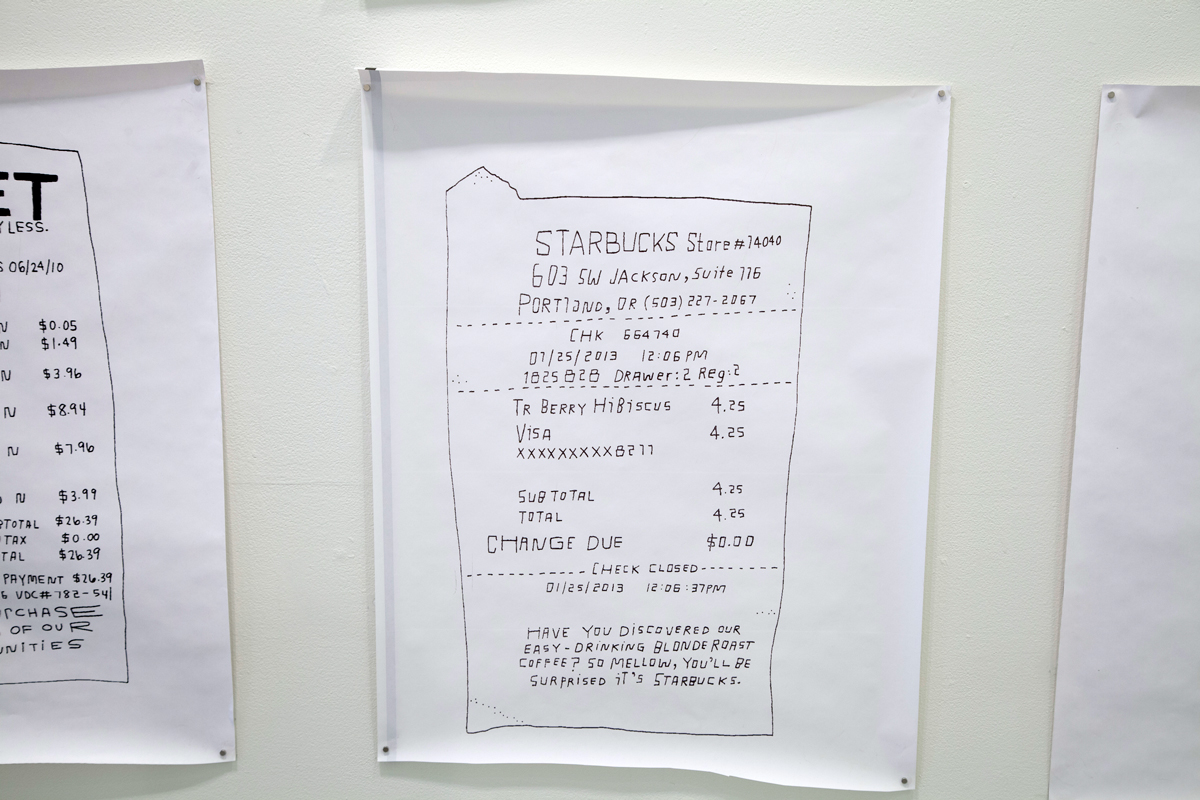 ET
LESS.
06/24/10
N $0.05
N $1.49
N $3.96
N $8.94
N $7.96
N $3.99
TOTAL $26.39
TAX $0.00
TAL $26.39
PAYMENT $26.39
VDC#782-541
RCHASE
OF OUR
UNITIES
STARBUCKS Store #14040
603 SW JACKSON, Suite 116
PORTLAND, OR (503) 227-2067
CHK 664740
01/25/2013 12:06 PM
1825828 DRAWer:2 Reg:2
Tr BERRY HiBiscus 4.25
Visa 4.25
XXXXXXXXX8211
SUBTOTAL 4.25
TOTAL 4.25
CHANGE DUE $0.00
CHECK CLOSED
01/25/2013 12:06:37PM
HAVE YOU DISCOVERED OUR
EASY-DRINKING BLONDE ROAST
COFFEE? SO MELLOW, YOU'LL BE
SURPRISED iT'S STARBUCKS.